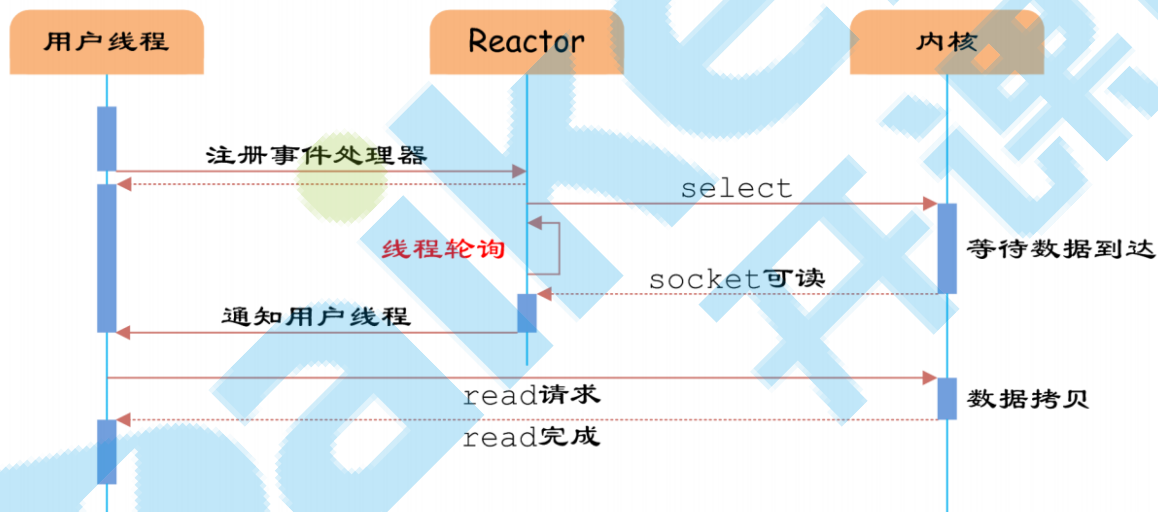 用户线程
Reactor
内核
注册事件处理器
select
线程轮询
等待数据到达
socket可读
通知用户线程
read请求
数据拷贝
read完成